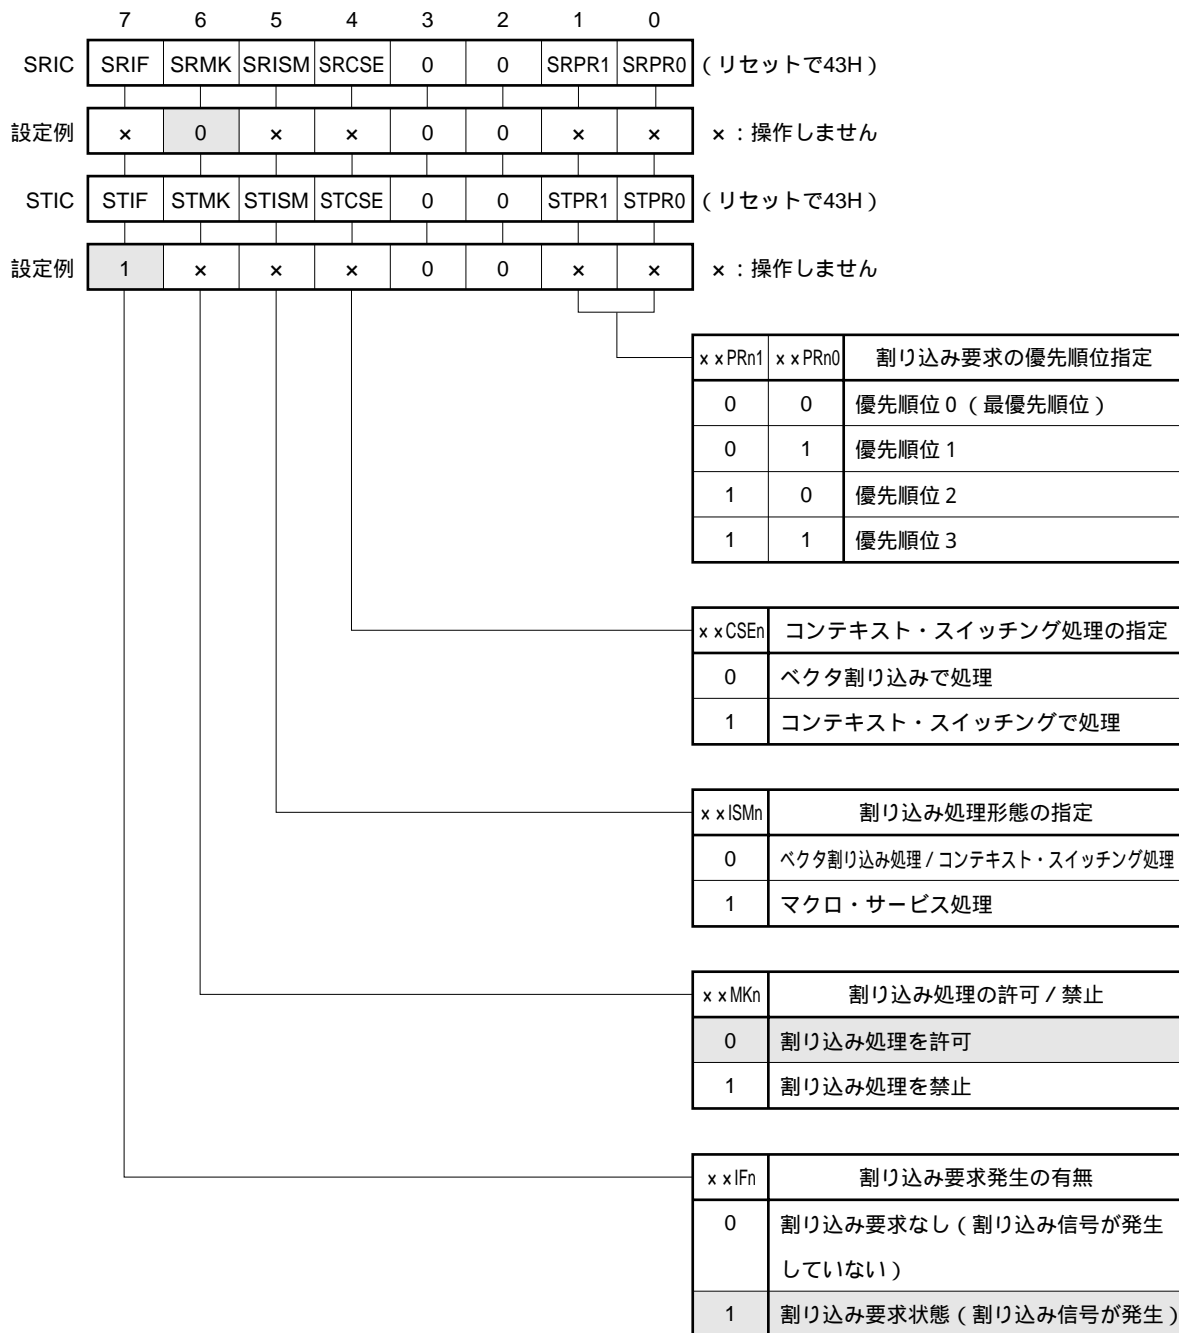 7 6 5 4 3 2 1 0
SRIC SRIF SRMK SRISM SRCSE 0 0 SRPR1 SRPR0 （リセットで43H）
設定例 × 0 × × 0 0 × × ×：操作しません
STIC STIF STMK STISM STCSE 0 0 STPR1 STPR0 （リセットで43H）
設定例 1 × × × 0 0 × × ×：操作しません
××PRn1 ××PRn0 割り込み要求の優先順位指定
0 0 優先順位0（最優先順位）
0 1 優先順位1
1 0 優先順位2
1 1 優先順位3
××CSEn コンテキスト・スイッチング処理の指定
0 ベクタ割り込みで処理
1 コンテキスト・スイッチングで処理
××ISMn 割り込み処理形態の指定
0 ベクタ割り込み処理/コンテキスト・スイッチング処理
1 マクロ・サービス処理
××MKn 割り込み処理の許可/禁止
0 割り込み処理を許可
1 割り込み処理を禁止
××IFn 割り込み要求発生の有無
0 割り込み要求なし（割り込み信号が発生
していない）
1 割り込み要求状態（割り込み信号が発生）